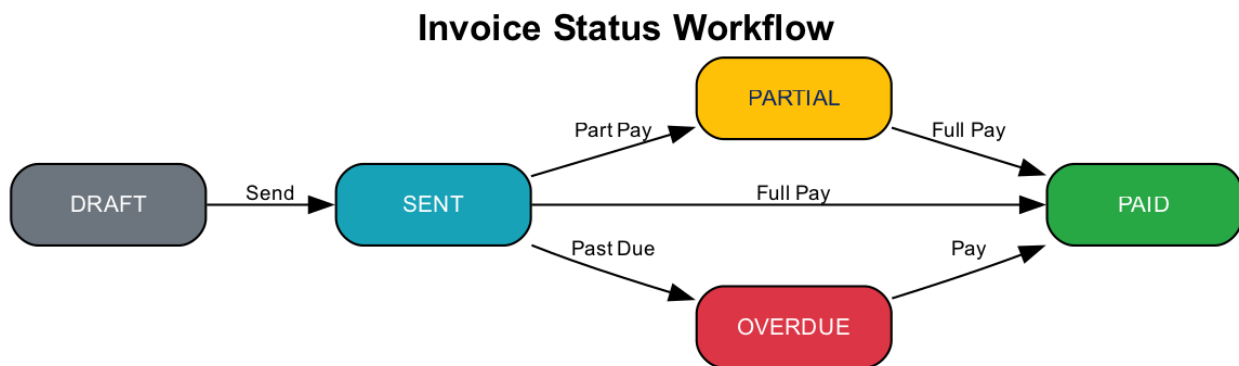 Invoice Status Workflow
PARTIAL
Part Pay
Full Pay
DRAFT
Send
SENT
Full Pay
PAID
Past Due
Pay
OVERDUE